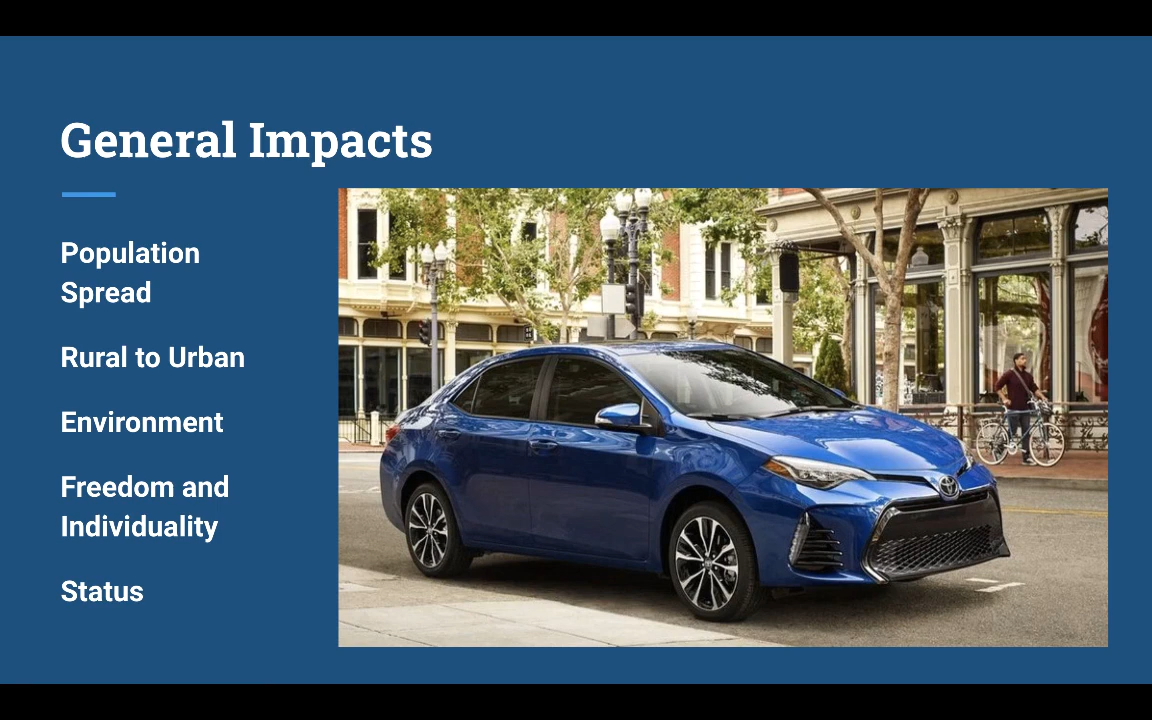 General Impacts
Population
Spread
Rural to Urban
Environment
Freedom and
Individuality
Status